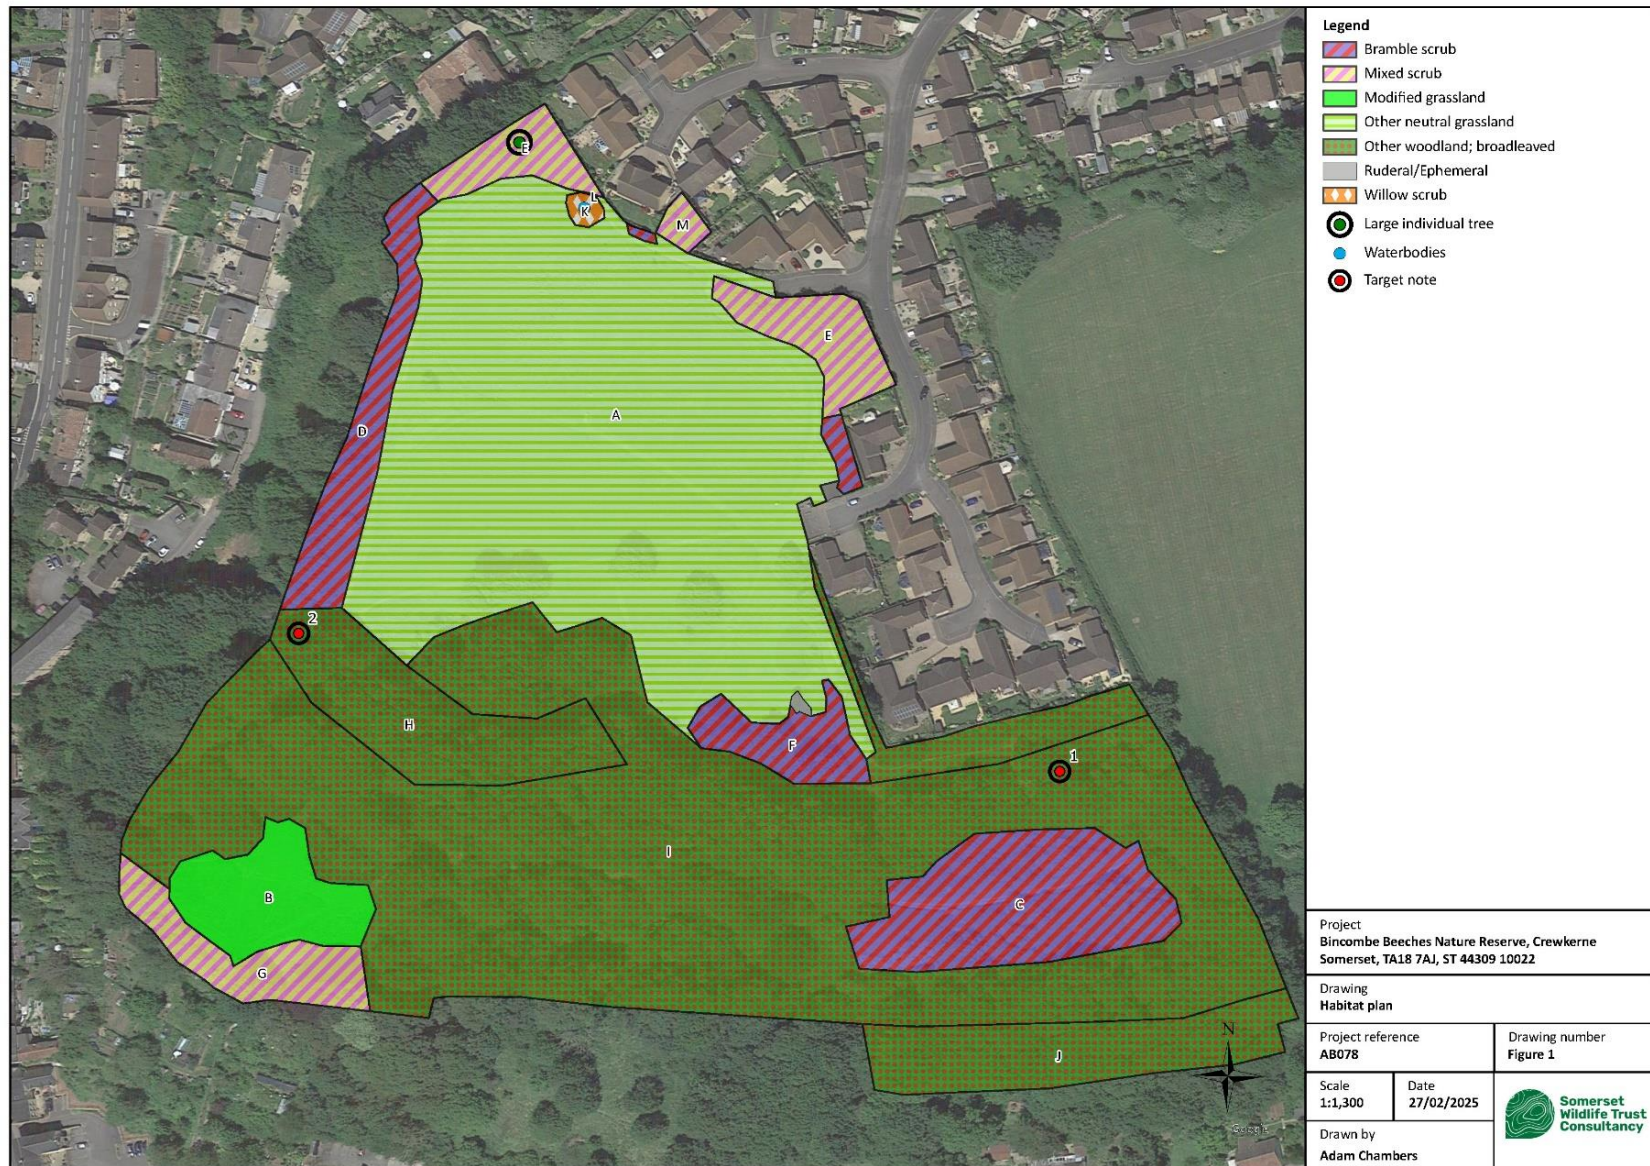 Legend
Bramble scrub
Mixed scrub
Modified grassland
Other neutral grassland
Other woodland; broadleaved
Ruderal/Ephemeral
Willow scrub
Large individual tree
Waterbodies
Target note
E
L
K
M
E
A
D
2
H
F
1
I
B
C
G
N
J
Google
Project
Bincombe Beeches Nature Reserve, Crewkerne
Somerset, TA18 7AJ, ST 44309 10022
Drawing
Habitat plan
Project reference
AB078
Drawing number
Figure 1
Scale
1:1,300
Date
27/02/2025
Drawn by
Adam Chambers
Somerset
Wildlife Trust
Consultancy